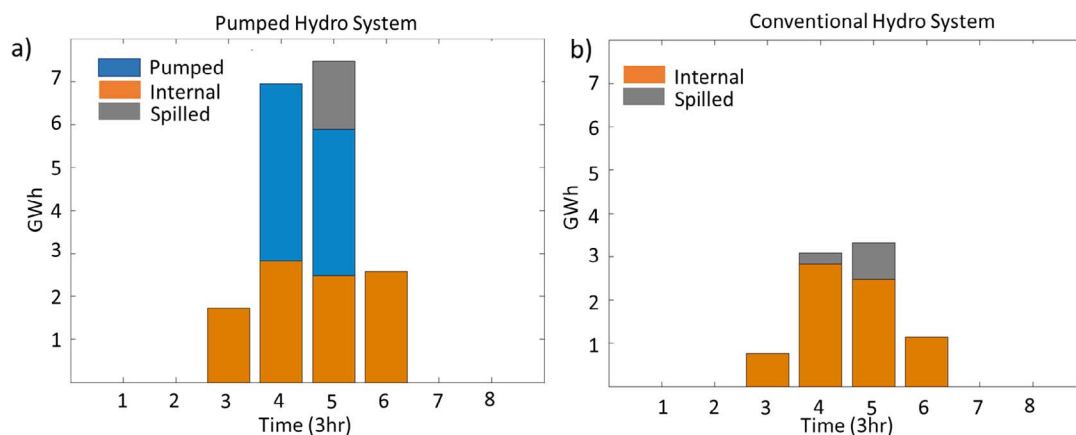 Pumped Hydro System
a)
Pumped
Internal
Spilled
7
6
5
4
3
2
1
GWh
1 2 3 4 5 6 7 8
Time (3hr)
Conventional Hydro System
b)
Internal
Spilled
7
6
5
4
3
2
1
GWh
1 2 3 4 5 6 7 8
Time (3hr)